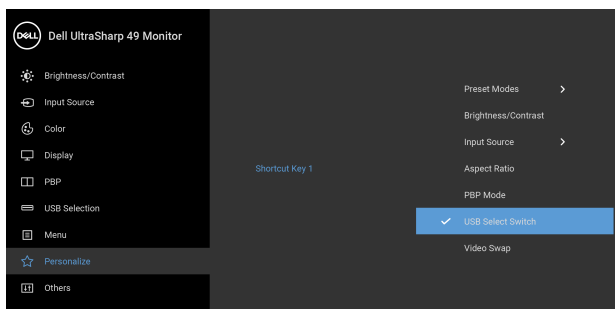 DELL
Dell UltraSharp 49 Monitor
Brightness/Contrast
Input Source
Color
Display
PBP
USB Selection
Menu
Personalize
Others
Shortcut Key 1
Preset Modes
Brightness/Contrast
Input Source
Aspect Ratio
PBP Mode
USB Select Switch
Video Swap